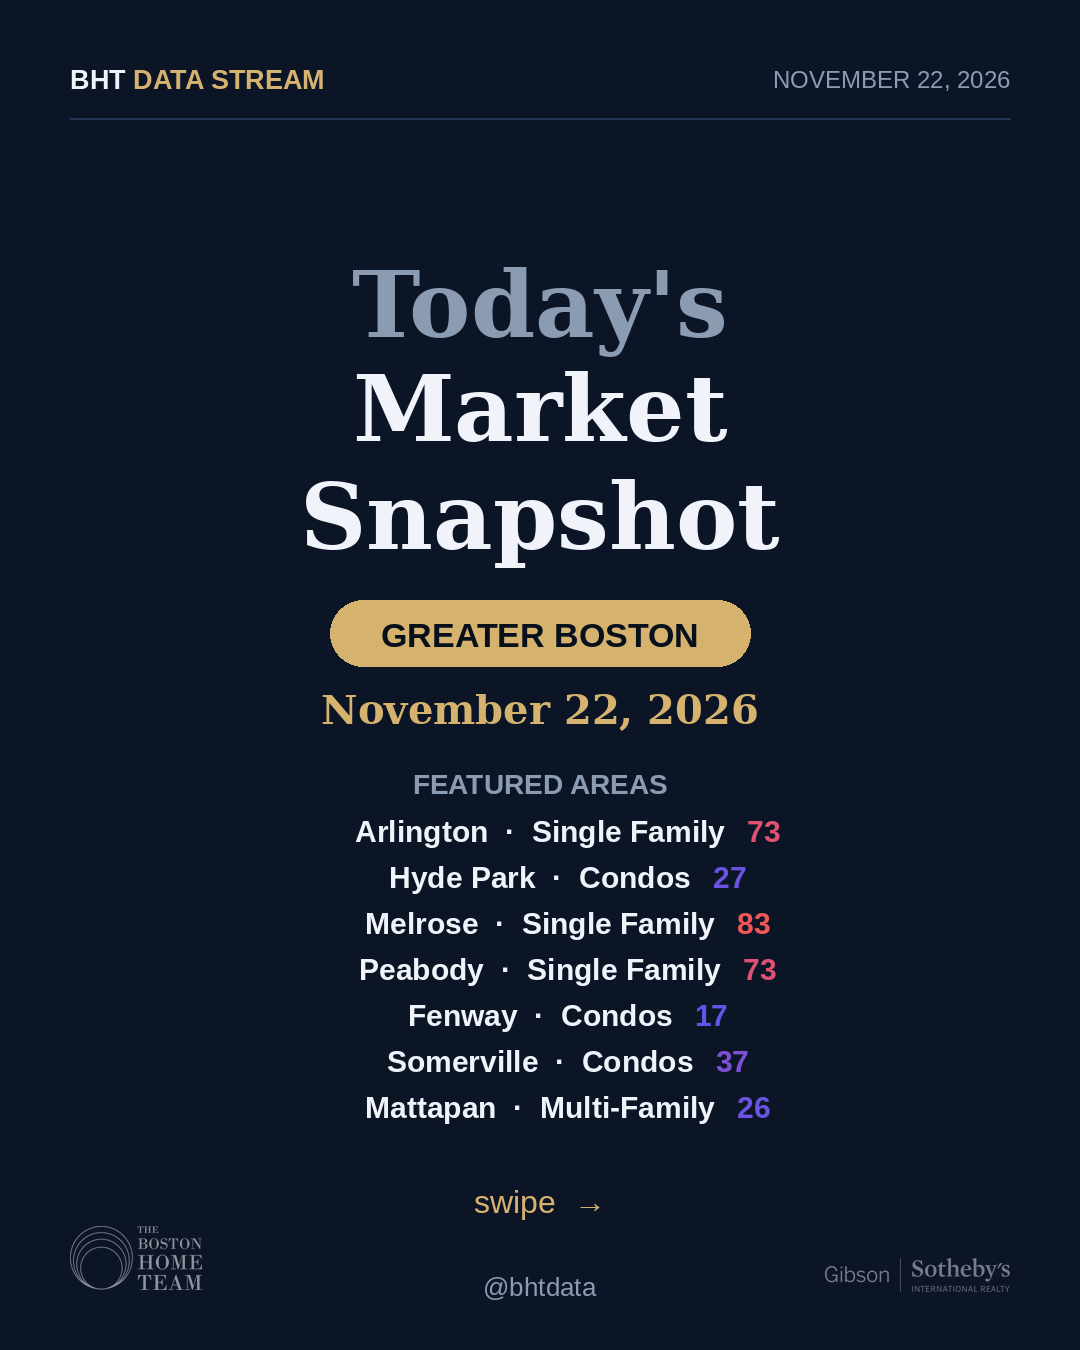 BHT DATA STREAM
NOVEMBER 22, 2026
Today's
Market
Snapshot
GREATER BOSTON
November 22, 2026
FEATURED AREAS
Arlington · Single Family 73
Hyde Park · Condos 27
Melrose · Single Family 83
Peabody · Single Family 73
Fenway · Condos 17
Somerville · Condos 37
Mattapan · Multi-Family 26
swipe →
THE
BOSTON
HOME
TEAM
@bhtdata
Gibson | Sotheby's
INTERNATIONAL REALTY